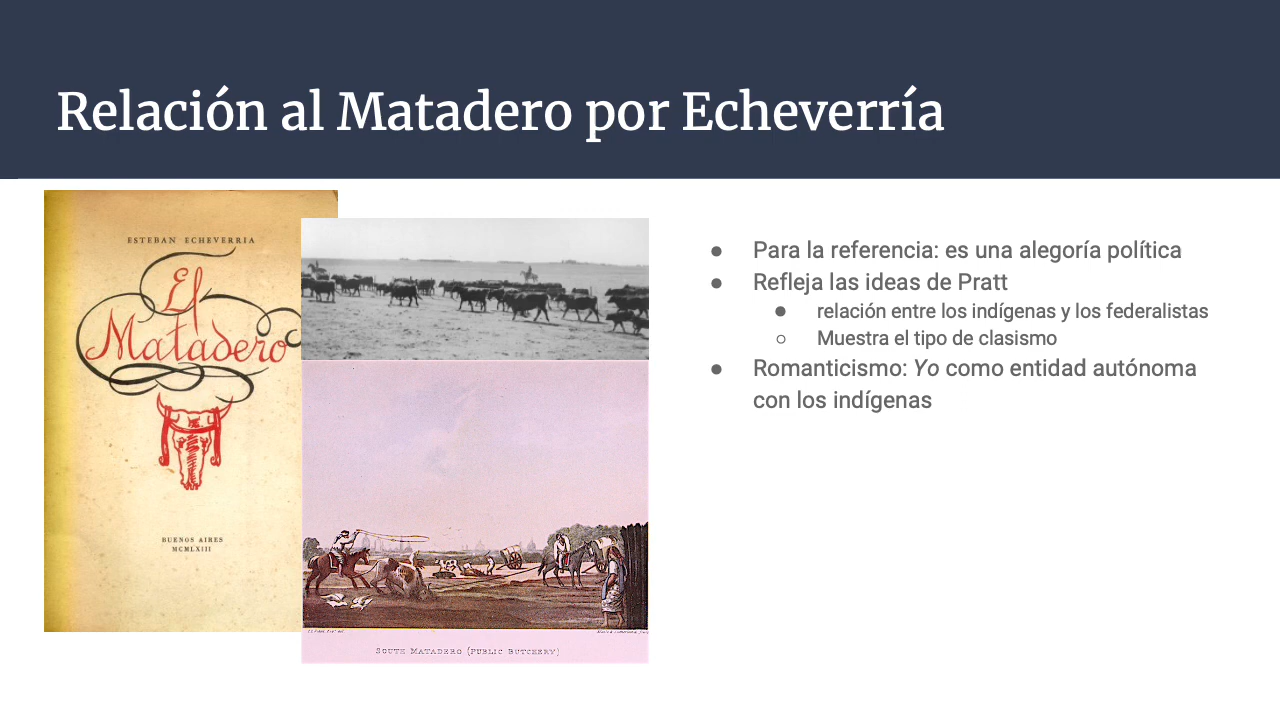 Relación al Matadero por Echeverría
ESTEBAN ECHEVERRIA
El
Matadero
BUENOS AIRES
MCMLXIII
SOUTH MATADERO (PUBLIC BUTCHERY)
● Para la referencia: es una alegoría política
● Refleja las ideas de Pratt
● relación entre los indígenas y los federalistas
○ Muestra el tipo de clasismo
● Romanticismo: Yo como entidad autónoma
con los indígenas